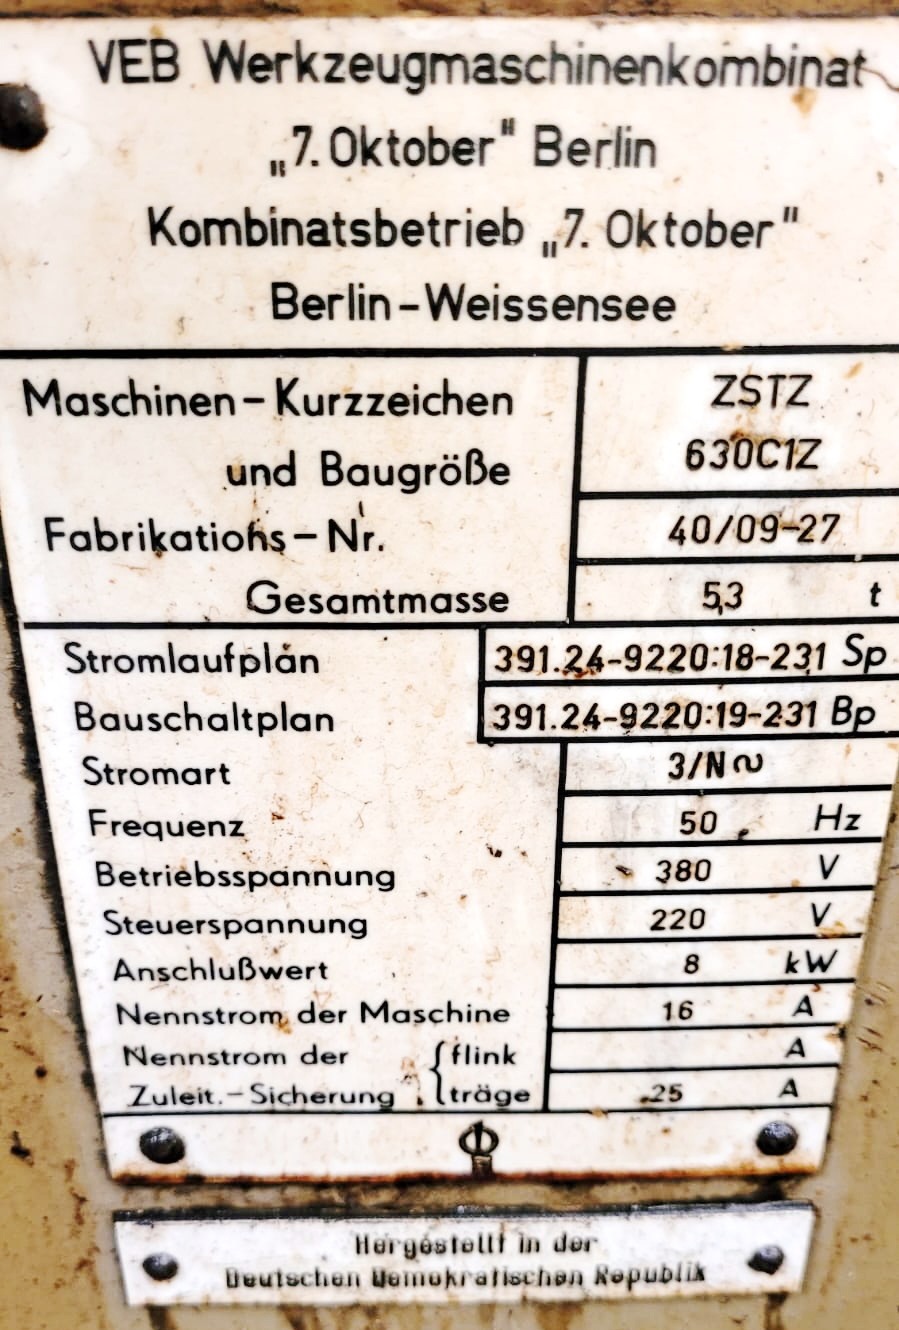 VEB Werkzeugmaschinenkombinat
„7. Oktober" Berlin
Kombinatsbetrieb „7. Oktober"
Berlin-Weissensee
Maschinen-Kurzzeichen ZSTZ
und Baugröße 630C1Z
Fabrikations-Nr. 40/09-27
Gesamtmasse 5,3 t
Stromlaufplan 391.24-9220:18-231 Sp
Bauschaltplan 391.24-9220:19-231 Bp
Stromart 3/N ~
Frequenz 50 Hz
Betriebsspannung 380 V
Steuerspannung 220 V
Anschlußwert 8 kW
Nennstrom der Maschine 16 A
Nennstrom der { flink A
Zuleit.-Sicherung träge 25 A
Hergestellt in der
Deutschen Demokratischen Republik